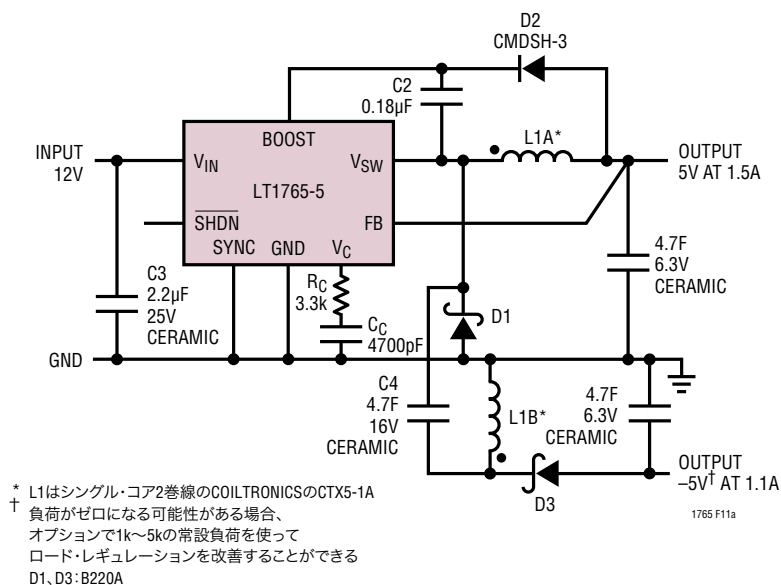 D2
CMDSH-3
C2
0.18µF
BOOST
L1A*
INPUT
12V
VIN
VSW
OUTPUT
5V AT 1.5A
LT1765-5
SHDN
FB
SYNC
GND
VC
4.7F
6.3V
CERAMIC
C3
2.2µF
25V
CERAMIC
RC
3.3k
D1
CC
4700pF
GND
C4
4.7F
16V
CERAMIC
L1B*
4.7F
6.3V
CERAMIC
D3
OUTPUT
–5V† AT 1.1A
1765 F11a
* L1はシングル・コア2巻線のCOILTRONICSのCTX5-1A
† 負荷がゼロになる可能性がある場合、
オプションで1k～5kの常設負荷を使って
ロード・レギュレーションを改善することができる
D1、D3：B220A